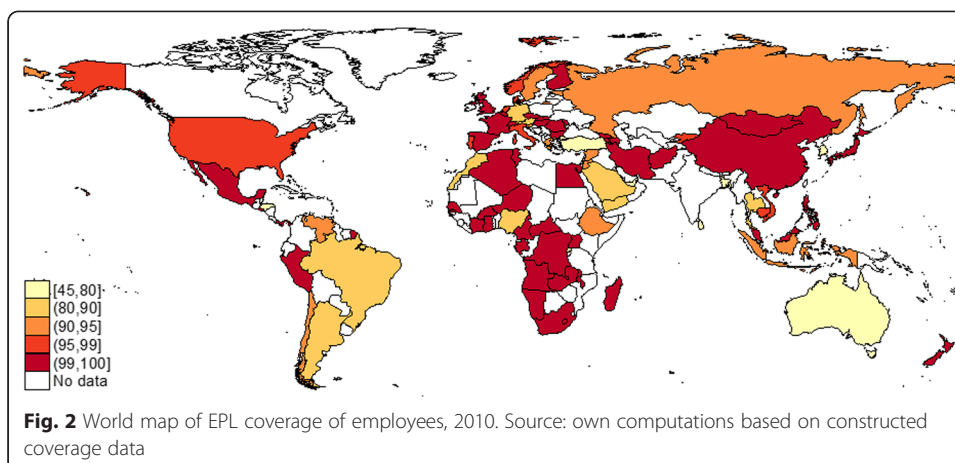 [45,80]
(80,90]
(90,95]
(95,99]
(99,100]
No data
Fig. 2 World map of EPL coverage of employees, 2010. Source: own computations based on constructed
coverage data